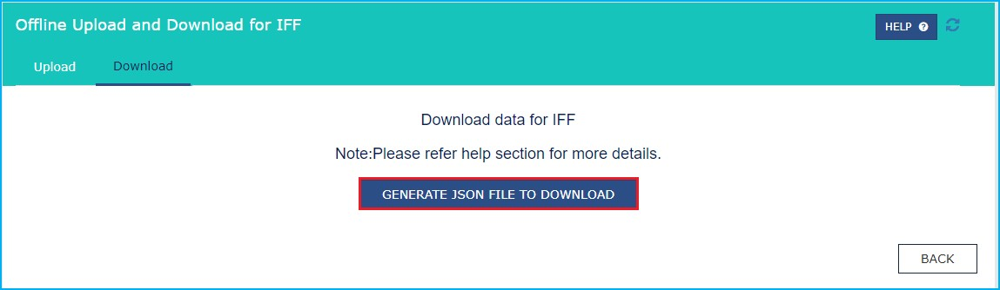 Offline Upload and Download for IFF
HELP
Upload
Download
Download data for IFF
Note:Please refer help section for more details.
GENERATE JSON FILE TO DOWNLOAD
BACK